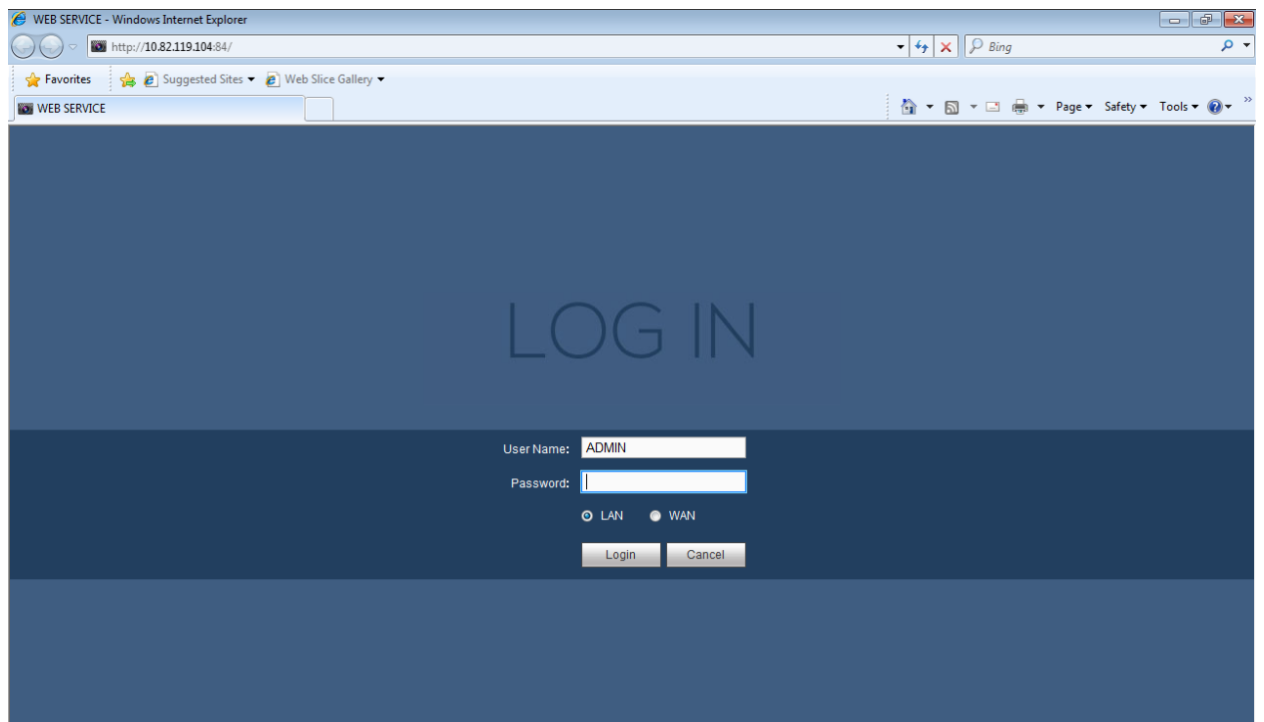 WEB SERVICE - Windows Internet Explorer
http://10.82.119.104:84/
Bing
Favorites Suggested Sites Web Slice Gallery
WEB SERVICE
Page Safety Tools »
LOG IN
User Name: ADMIN
Password:
LAN WAN
Login Cancel